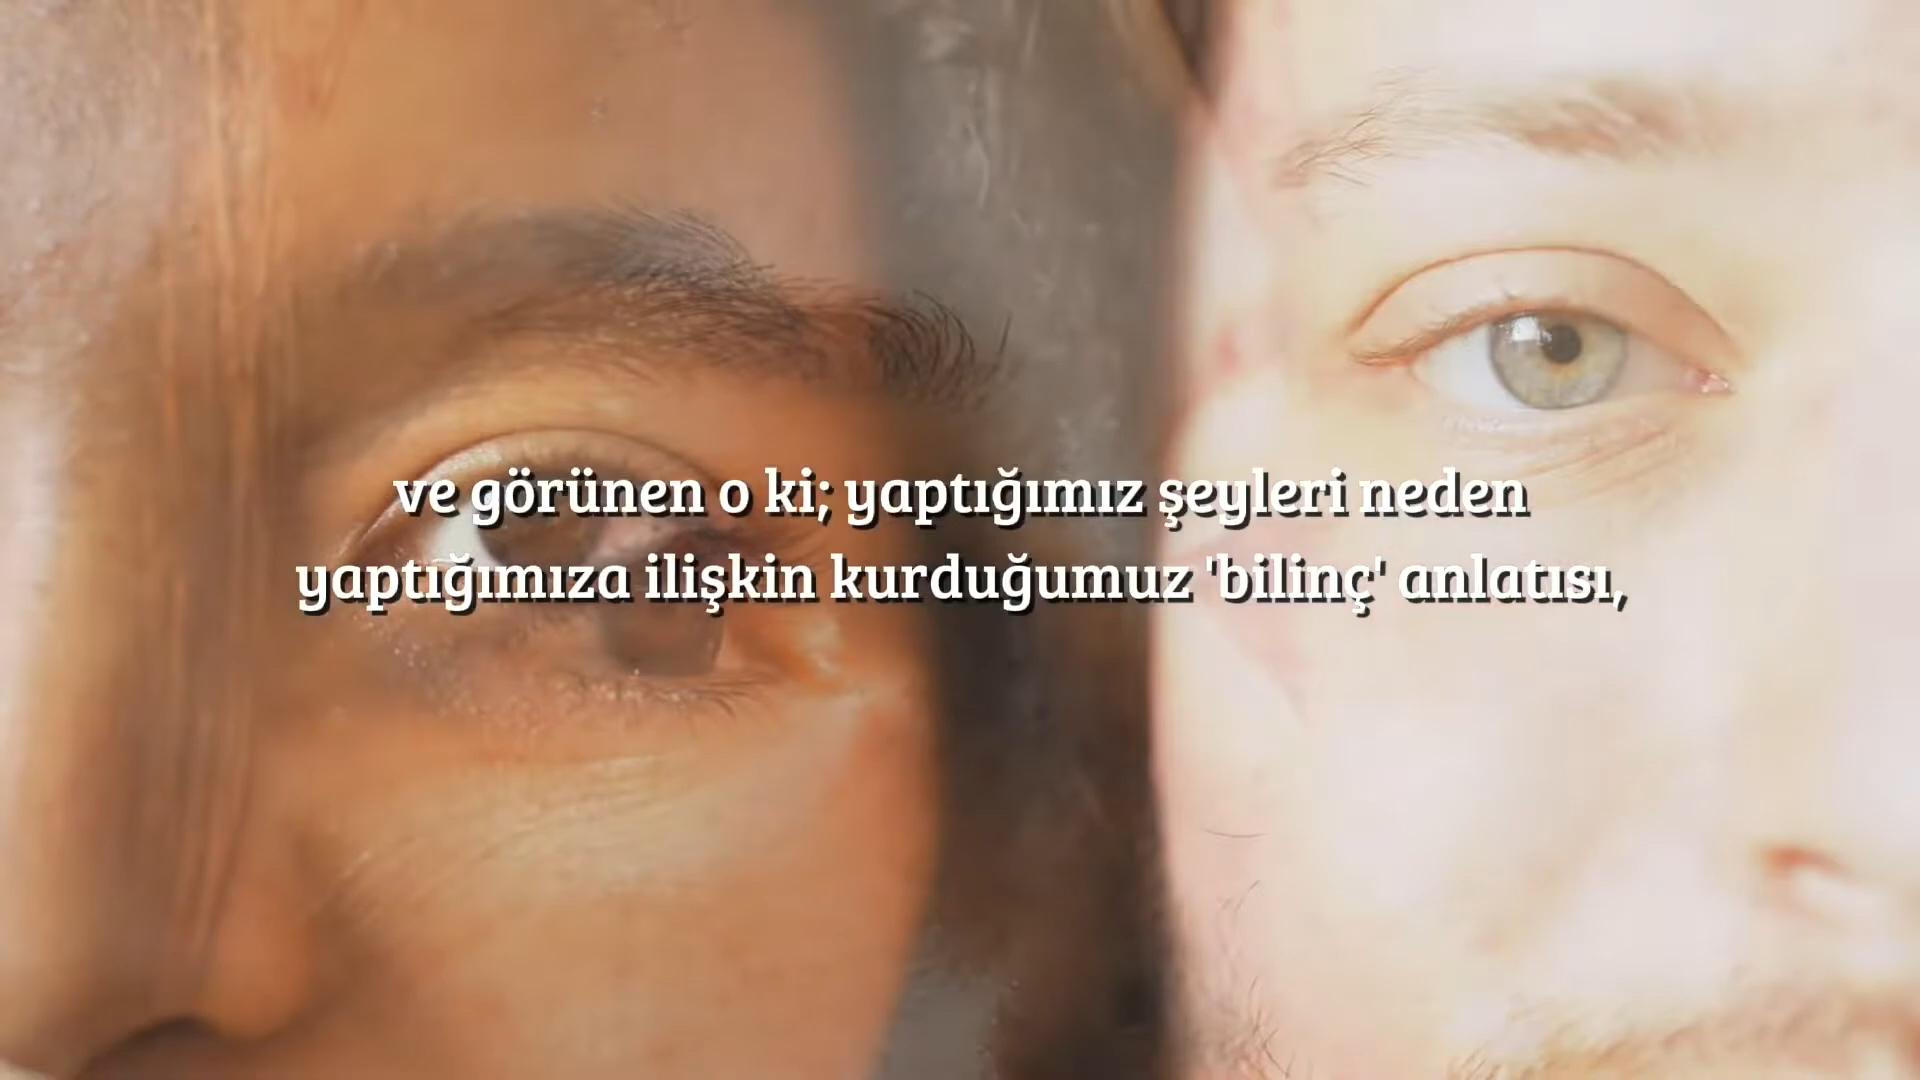 ve görünen o ki; yaptığımız şeyleri neden
yaptığımıza ilişkin kurduğumuz 'bilinç' anlatısı,